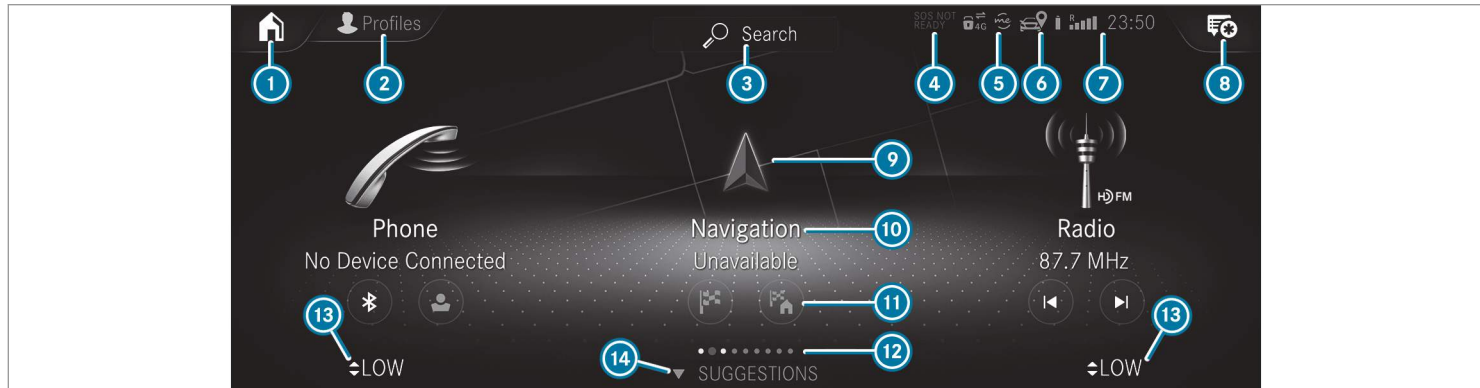 Profiles
Search
SOS NOT
READY
4G
me
R
23:50
1
2
3
4
5
6
7
8
9
HD FM
Phone
Navigation
10
Radio
No Device Connected
Unavailable
87.7 MHz
11
13
13
12
14
LOW
SUGGESTIONS
LOW